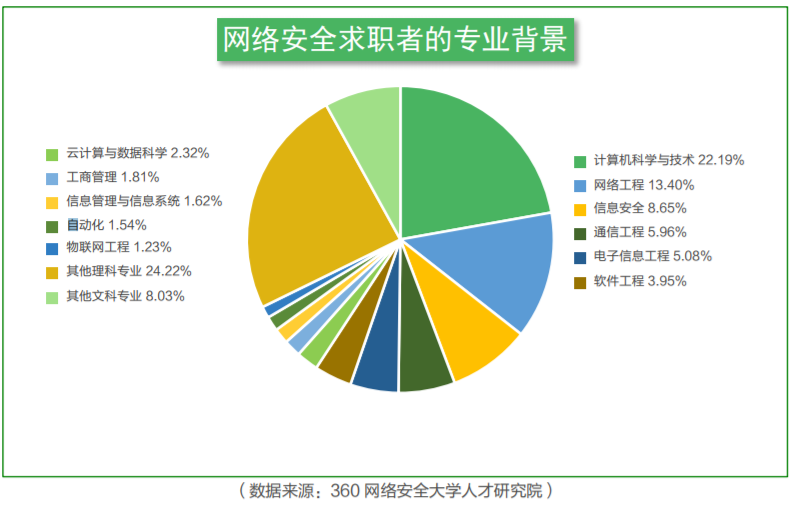 网络安全求职者的专业背景
云计算与数据科学 2.32%
工商管理 1.81%
信息管理与信息系统 1.62%
自动化 1.54%
物联网工程 1.23%
其他理科专业 24.22%
其他文科专业 8.03%
计算机科学与技术 22.19%
网络工程 13.40%
信息安全 8.65%
通信工程 5.96%
电子信息工程 5.08%
软件工程 3.95%
（数据来源：360 网络安全大学人才研究院）